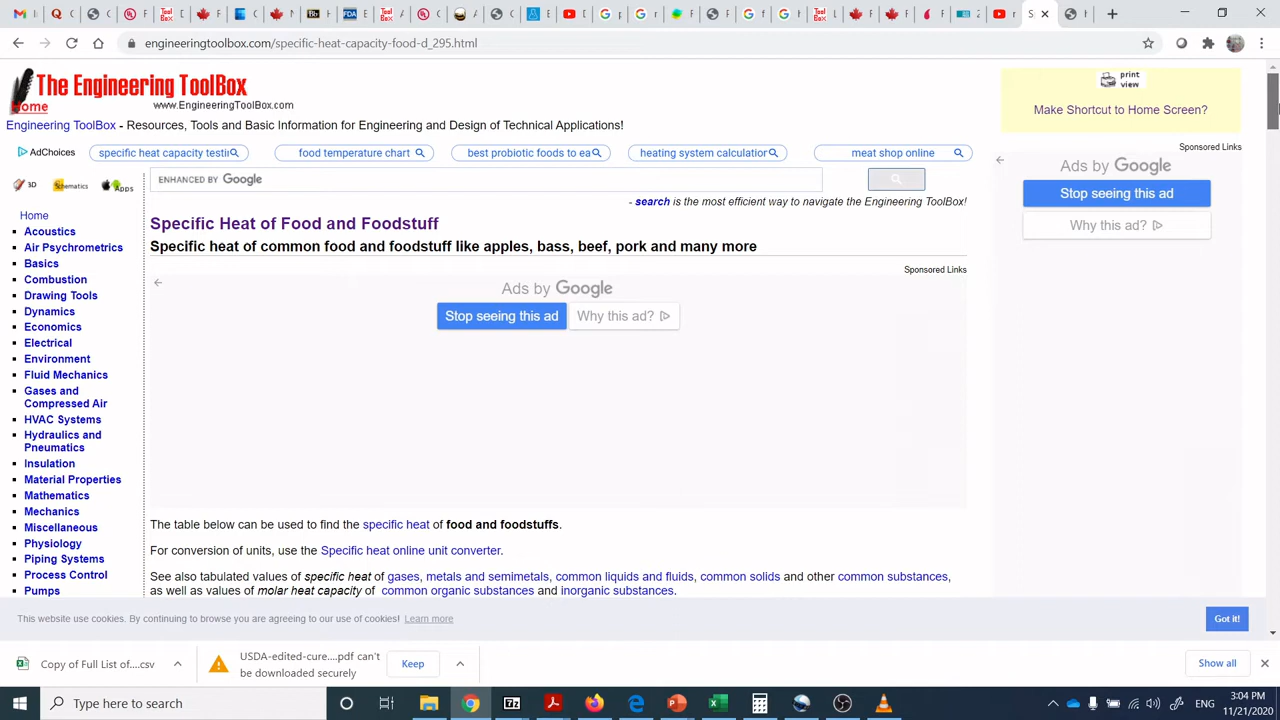 S
engineeringtoolbox.com/specific-heat-capacity-food-d_295.html
The Engineering ToolBox
Home
www.EngineeringToolBox.com
Engineering ToolBox - Resources, Tools and Basic Information for Engineering and Design of Technical Applications!
print view
Make Shortcut to Home Screen?
AdChoices
specific heat capacity testi
food temperature chart
best probiotic foods to ea
heating system calculation
meat shop online
Sponsored Links
3D
Schematics
Apps
ENHANCED BY Google
- search is the most efficient way to navigate the Engineering ToolBox!
Home
Acoustics
Air Psychrometrics
Basics
Combustion
Drawing Tools
Dynamics
Economics
Electrical
Environment
Fluid Mechanics
Gases and
Compressed Air
HVAC Systems
Hydraulics and
Pneumatics
Insulation
Material Properties
Mathematics
Mechanics
Miscellaneous
Physiology
Piping Systems
Process Control
Pumps
Specific Heat of Food and Foodstuff
Specific heat of common food and foodstuff like apples, bass, beef, pork and many more
Sponsored Links
Ads by Google
Stop seeing this ad
Why this ad?
The table below can be used to find the specific heat of food and foodstuffs.
For conversion of units, use the Specific heat online unit converter.
See also tabulated values of specific heat of gases, metals and semimetals, common liquids and fluids, common solids and other common substances,
as well as values of molar heat capacity of common organic substances and inorganic substances.
Ads by Google
Stop seeing this ad
Why this ad?
This website use cookies. By continuing to browse you are agreeing to our use of cookies! Learn more
Got it!
Copy of Full List of....csv
USDA-edited-cure....pdf can't
be downloaded securely
Keep
Show all
Type here to search
ENG
3:04 PM
11/21/2020